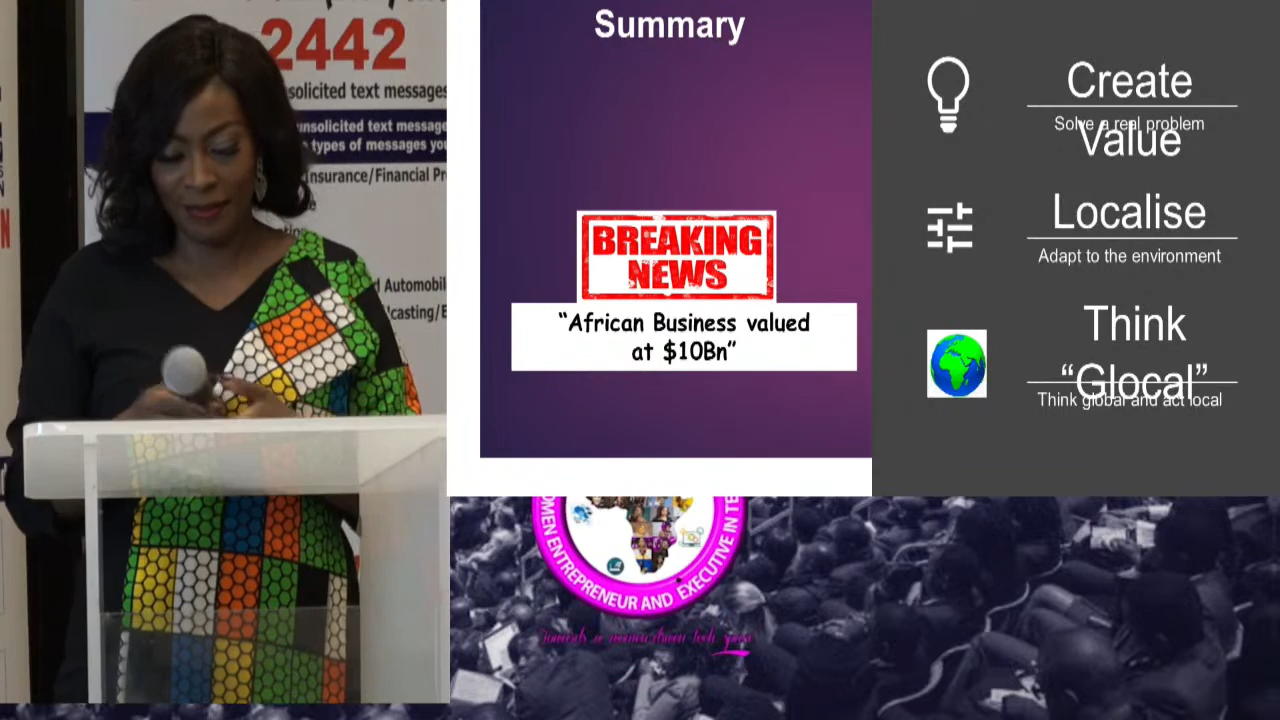 2442
solicited text messages
unsolicited text message
types of messages you
Insurance/Financial Pr
Automobil
casting/E
Summary
BREAKING
NEWS
“African Business valued
at $10Bn”
Create
Value
Solve a real problem
Localise
Adapt to the environment
Think
“Glocal”
Think global and act local
OMEN ENTREPRENEUR AND EXECUTIVE IN TE